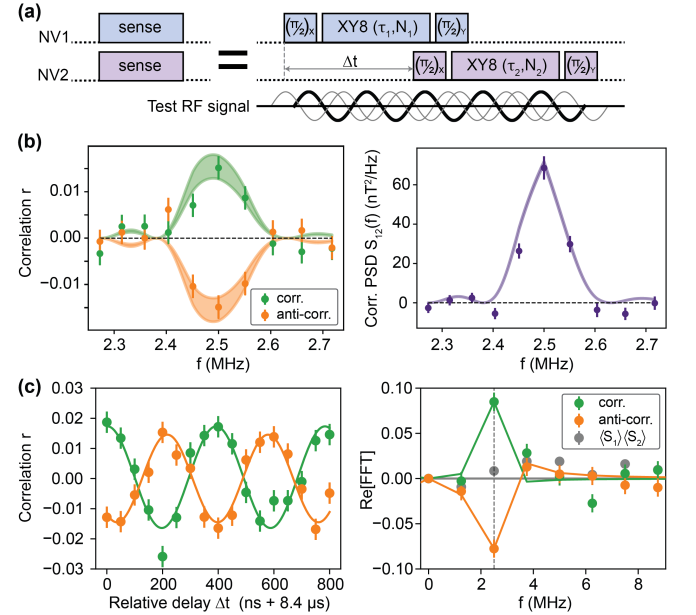 (a)
NV1
sense
(π/2)X
XY8 (τ1,N1)
(π/2)Y
NV2
sense
=
(π/2)X
XY8 (τ2,N2)
(π/2)Y
Δt
Test RF signal
(b)
Correlation r
0.01
0.00
−0.01
2.3
2.4
2.5
2.6
2.7
f (MHz)
corr.
anti-corr.
Corr. PSD S12(f) (nT²/Hz)
60
40
20
0
2.3
2.4
2.5
2.6
2.7
f (MHz)
(c)
Correlation r
0.03
0.02
0.01
0.00
−0.01
−0.02
−0.03
0
200
400
600
800
Relative delay Δt (ns + 8.4 μs)
Re[FFT]
0.10
0.05
0.00
−0.05
−0.10
0
2
4
6
8
f (MHz)
corr.
anti-corr.
⟨S1⟩⟨S2⟩